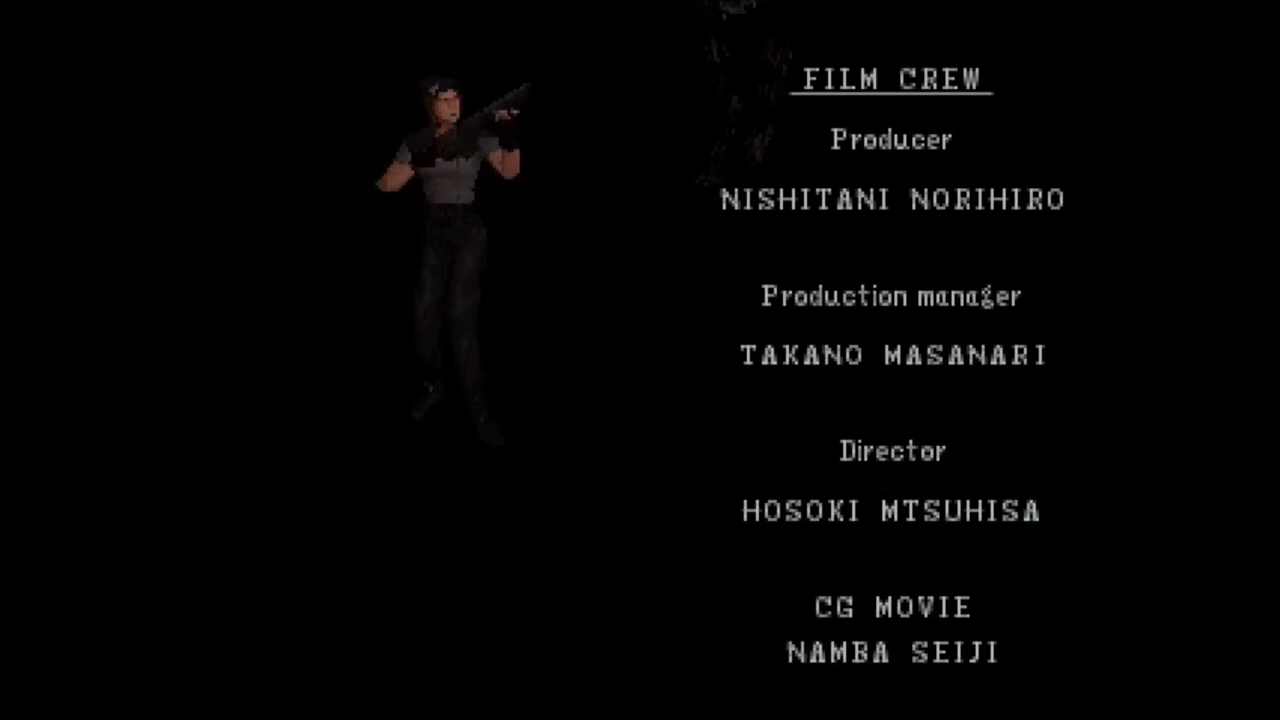 FILM CREW
Producer
NISHITANI NORIHIRO
Production manager
TAKANO MASANARI
Director
HOSOKI MTSUHISA
CG MOVIE
NAMBA SEIJI